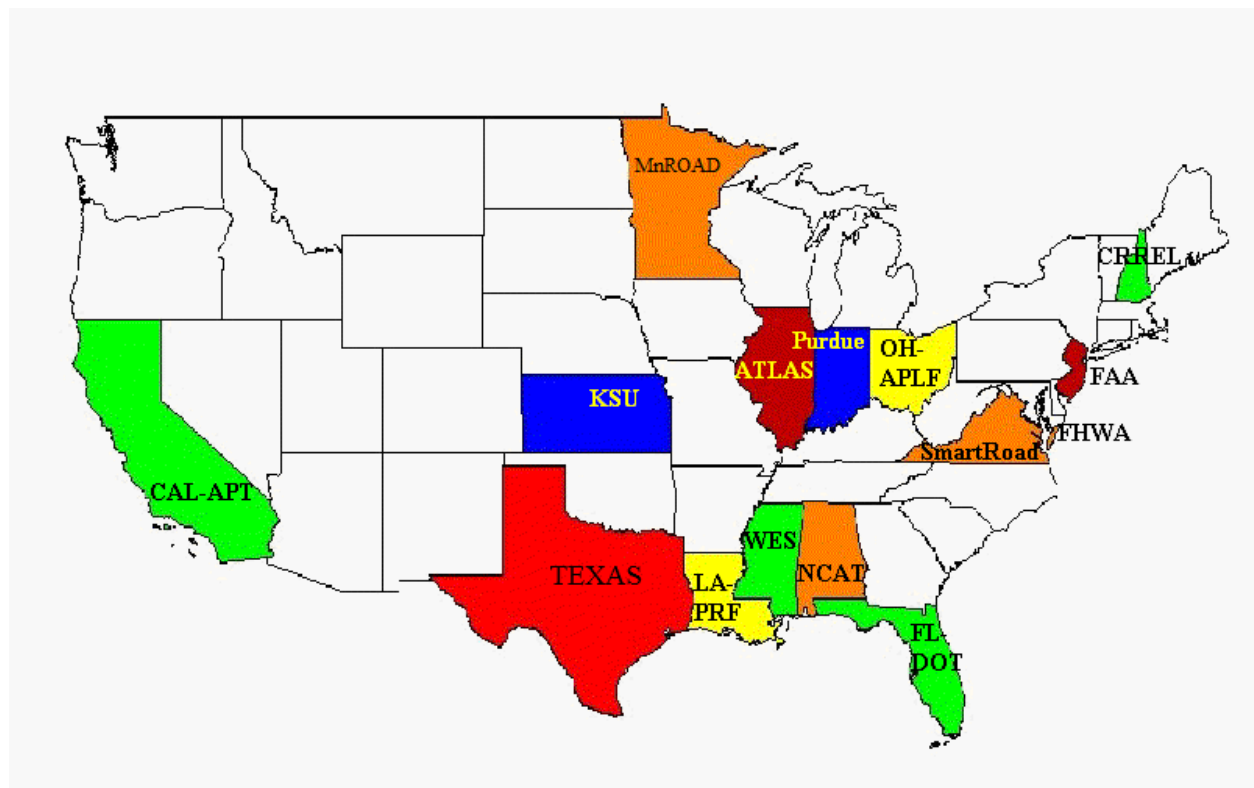 MnROAD
CRREL
Purdue
OH-
APLF
ATLAS
FAA
KSU
FHWA
SmartRoad
CAL-APT
WES
TEXAS
NCAT
LA-
PRF
FL
DOT